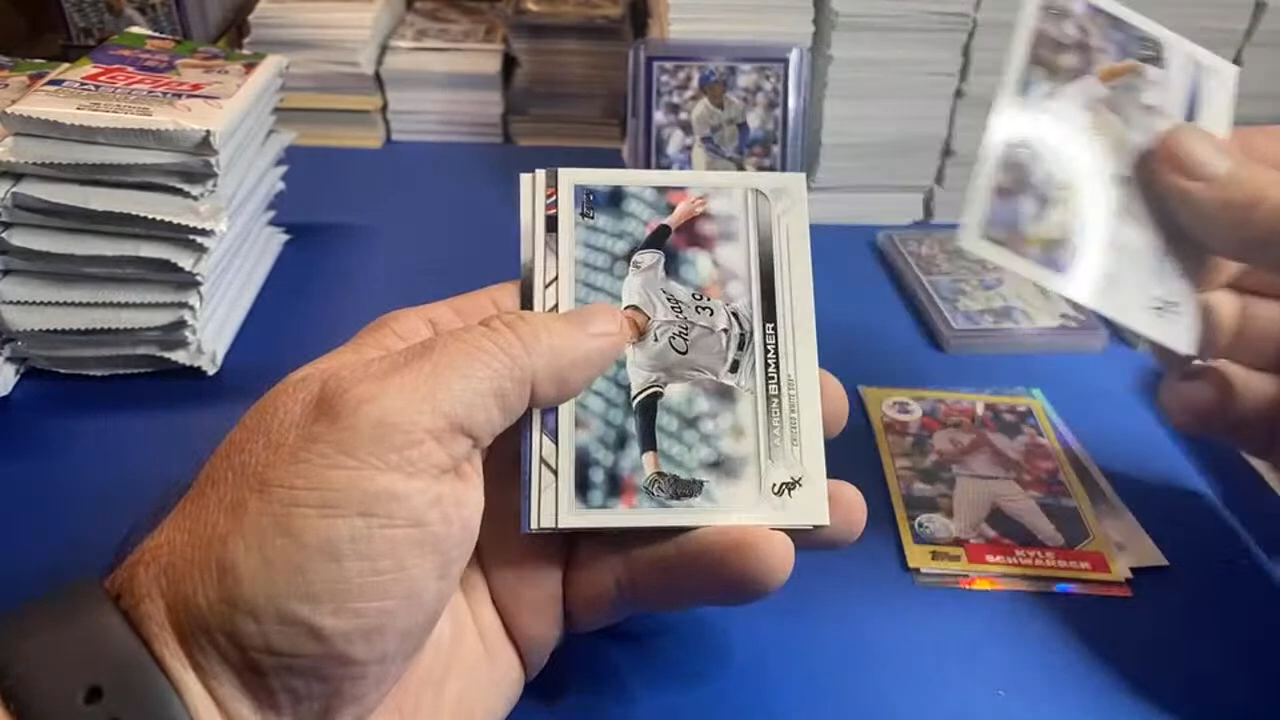 Topps
BASEBALL
Topps
Chicago
39
AARON BUMMER
CHICAGO WHITE SOX
Sox
Topps
KYLE
SCHWARBER